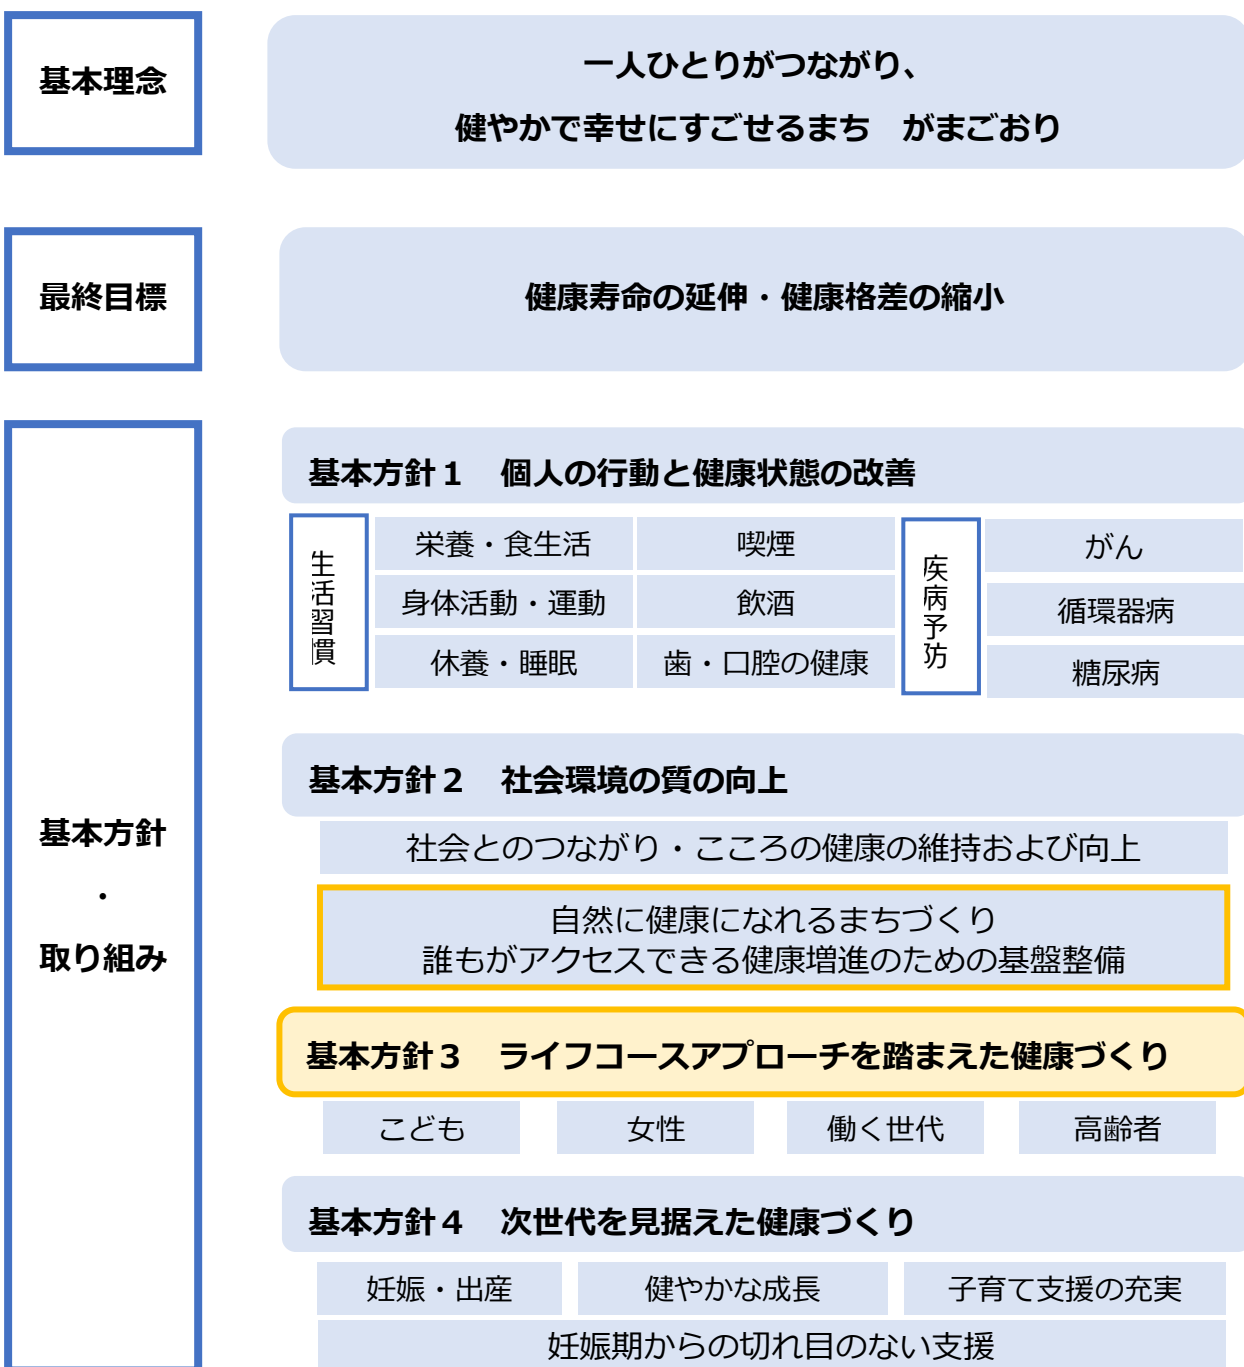 基本理念
一人ひとりがつながり、
健やかで幸せにすごせるまち　がまごおり
最終目標
健康寿命の延伸・健康格差の縮小
基本方針
・
取り組み
基本方針１　個人の行動と健康状態の改善
生活習慣
栄養・食生活
喫煙
身体活動・運動
飲酒
休養・睡眠
歯・口腔の健康
疾病予防
がん
循環器病
糖尿病
基本方針２　社会環境の質の向上
社会とのつながり・こころの健康の維持および向上
自然に健康になれるまちづくり
誰もがアクセスできる健康増進のための基盤整備
基本方針３　ライフコースアプローチを踏まえた健康づくり
こども
女性
働く世代
高齢者
基本方針４　次世代を見据えた健康づくり
妊娠・出産
健やかな成長
子育て支援の充実
妊娠期からの切れ目のない支援